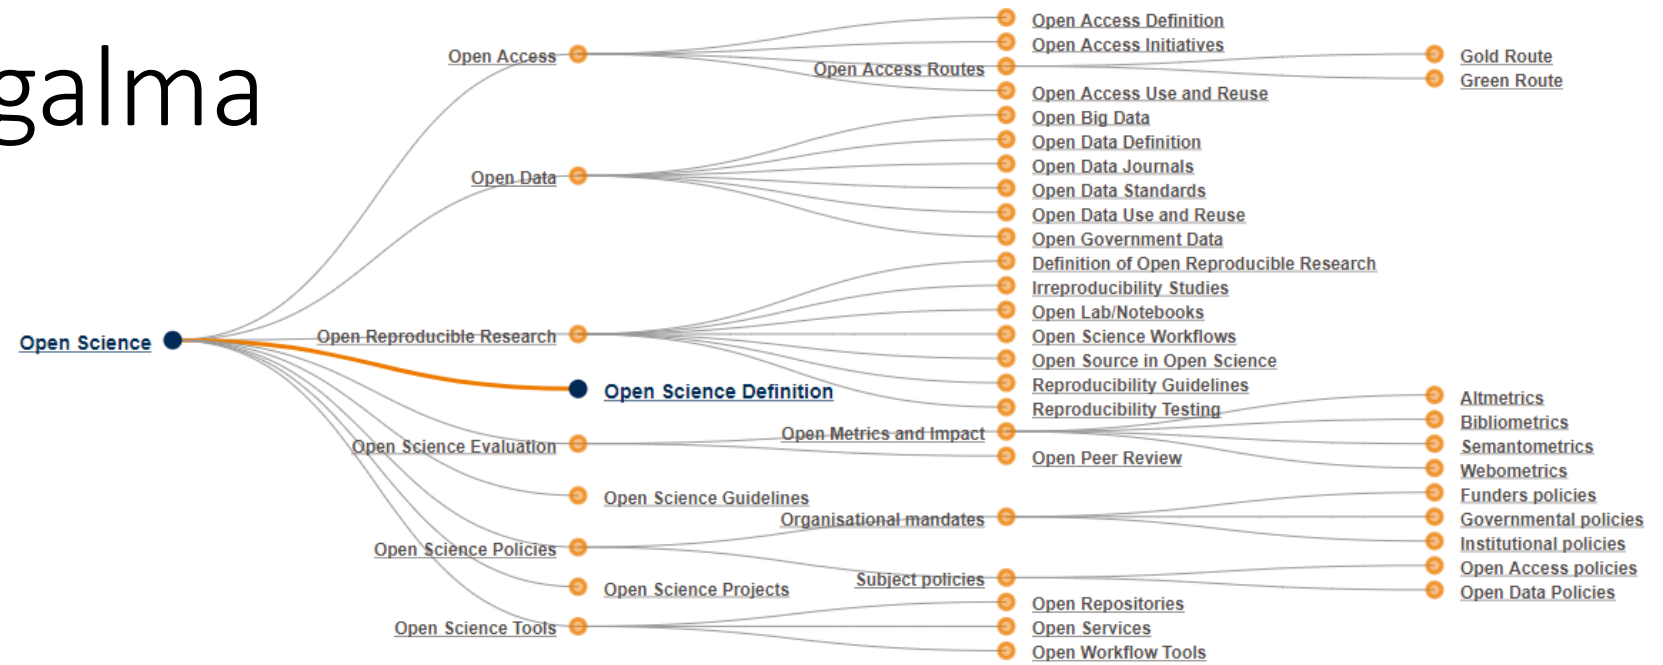 galma
Open Science
Open Access
Open Access Definition
Open Access Initiatives
Open Access Routes
Gold Route
Green Route
Open Access Use and Reuse
Open Data
Open Big Data
Open Data Definition
Open Data Journals
Open Data Standards
Open Data Use and Reuse
Open Government Data
Open Reproducible Research
Definition of Open Reproducible Research
Irreproducibility Studies
Open Lab/Notebooks
Open Science Workflows
Open Source in Open Science
Reproducibility Guidelines
Reproducibility Testing
Open Science Definition
Open Science Evaluation
Open Metrics and Impact
Altmetrics
Bibliometrics
Semantometrics
Webometrics
Open Peer Review
Open Science Guidelines
Open Science Policies
Organisational mandates
Funders policies
Governmental policies
Institutional policies
Subject policies
Open Access policies
Open Data Policies
Open Science Projects
Open Science Tools
Open Repositories
Open Services
Open Workflow Tools